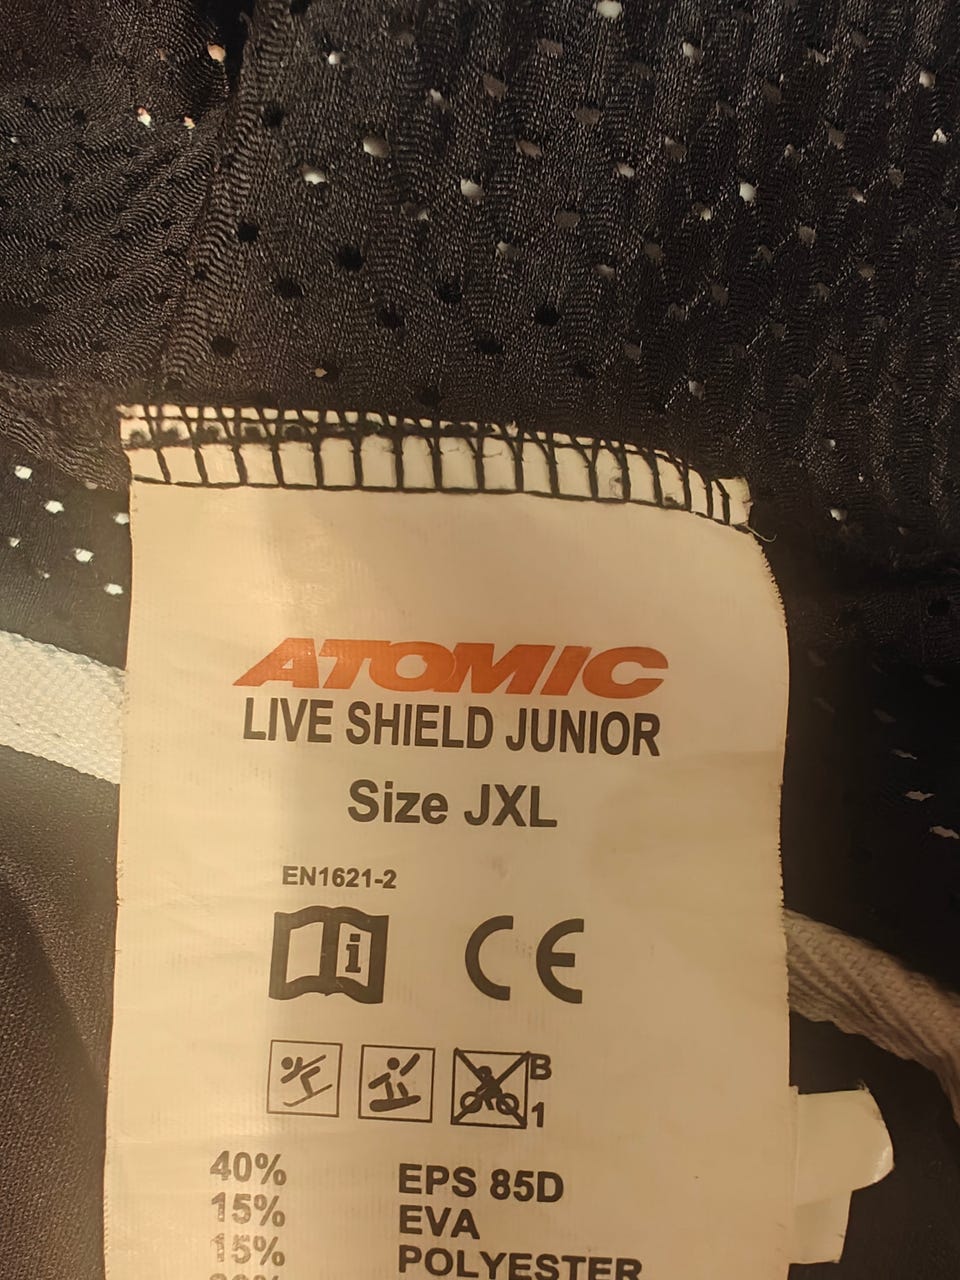 ATOMIC
LIVE SHIELD JUNIOR
Size JXL
EN1621-2
i
CE
B
1
40% EPS 85D
15% EVA
15% POLYESTER